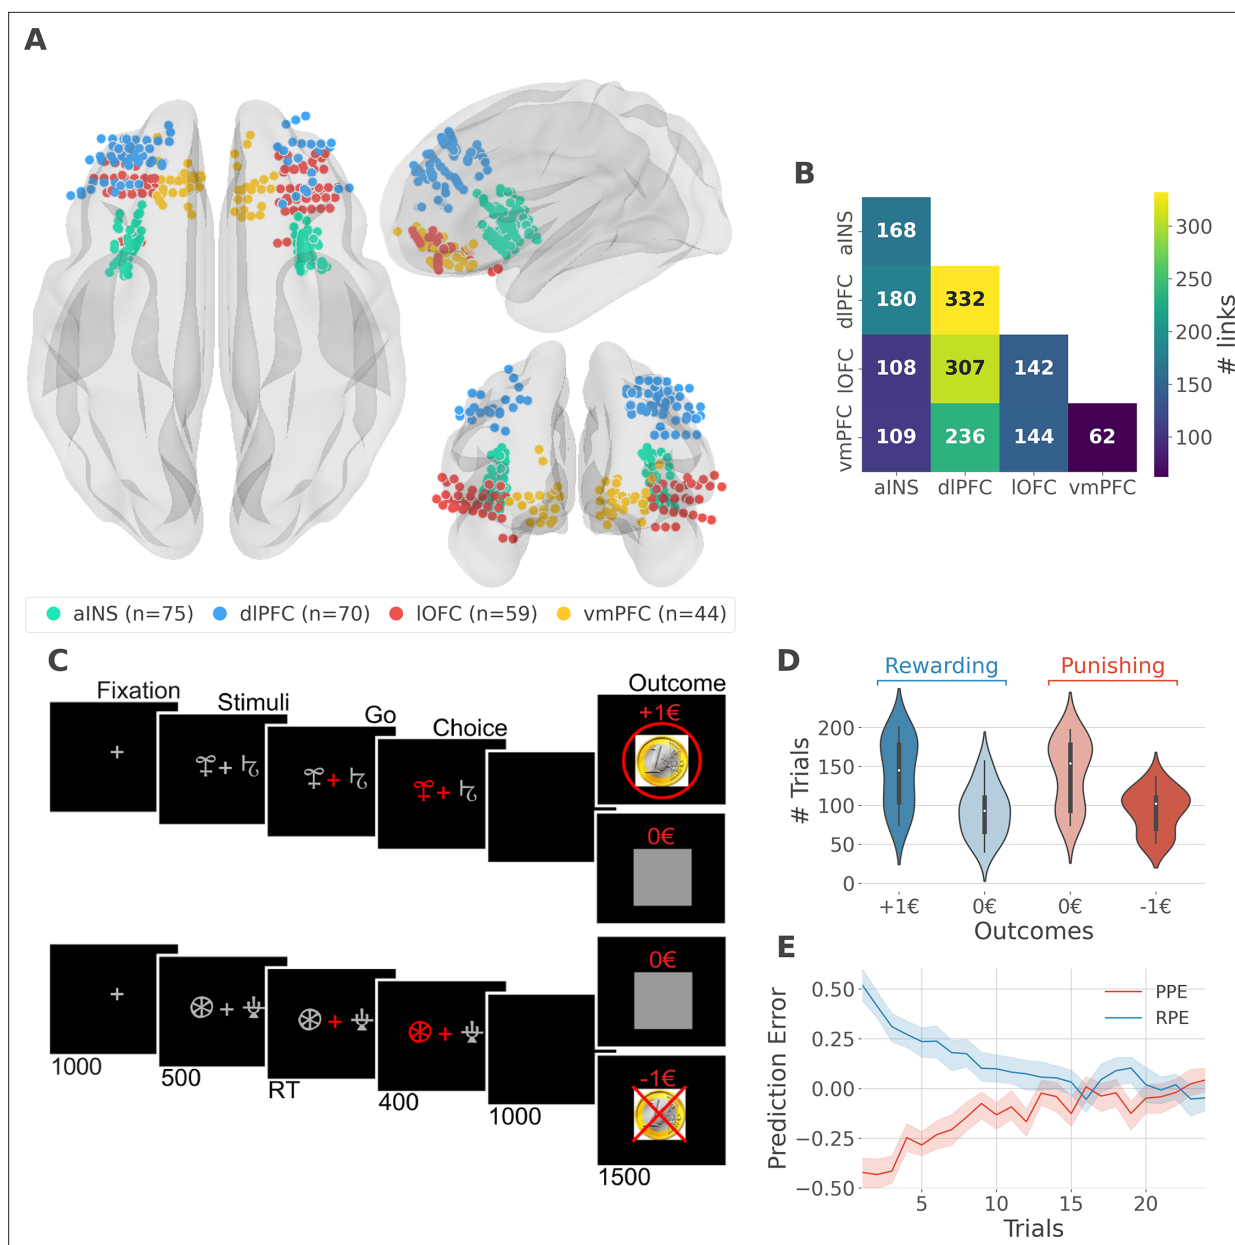 A
aINS (n=75)
dlPFC (n=70)
lOFC (n=59)
vmPFC (n=44)
B
aINS
168
dlPFC
180 332
lOFC
108 307 142
vmPFC
109 236 144 62
aINS dlPFC lOFC vmPFC
300
250
200
150
100
# links
C
Fixation
Stimuli
Go
Choice
Outcome
+1€
0€
0€
-1€
1000
500
RT
400
1000
1500
D
Rewarding
Punishing
# Trials
200
150
100
50
0
+1€ 0€ 0€ -1€
Outcomes
E
Prediction Error
0.50
0.25
0.00
−0.25
−0.50
PPE
RPE
5 10 15 20
Trials